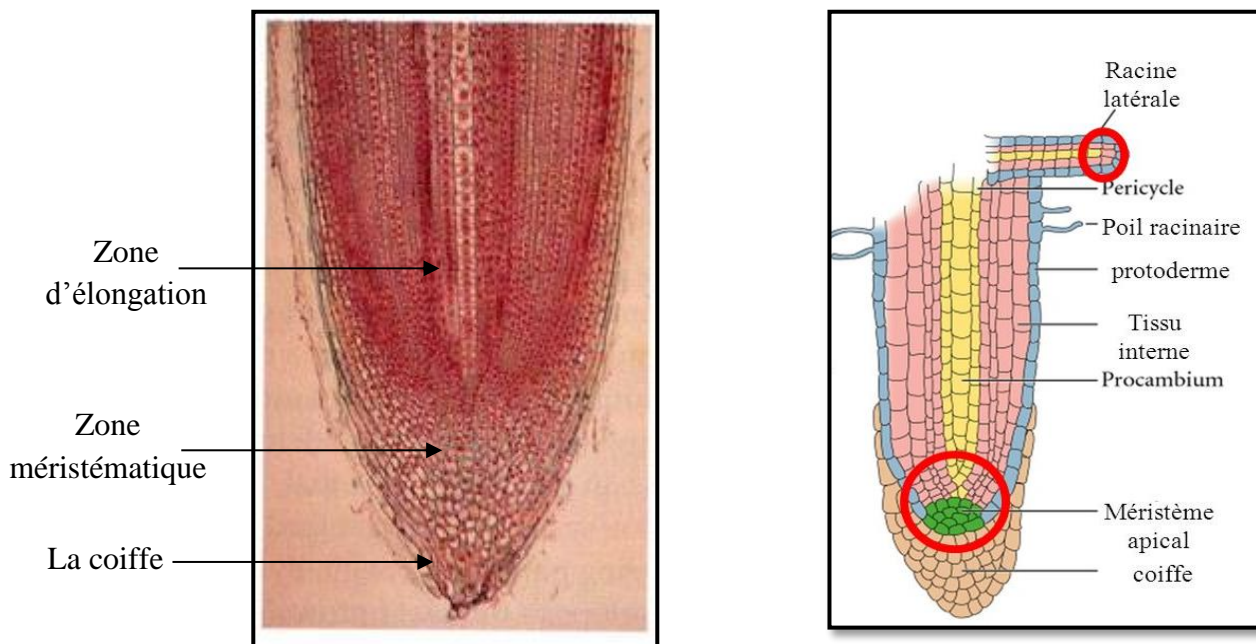 Zone
d’élongation
Zone
méristématique
La coiffe
Racine
latérale
Pericycle
Poil racinaire
protoderme
Tissu
interne
Procambium
Méristème
apical
coiffe